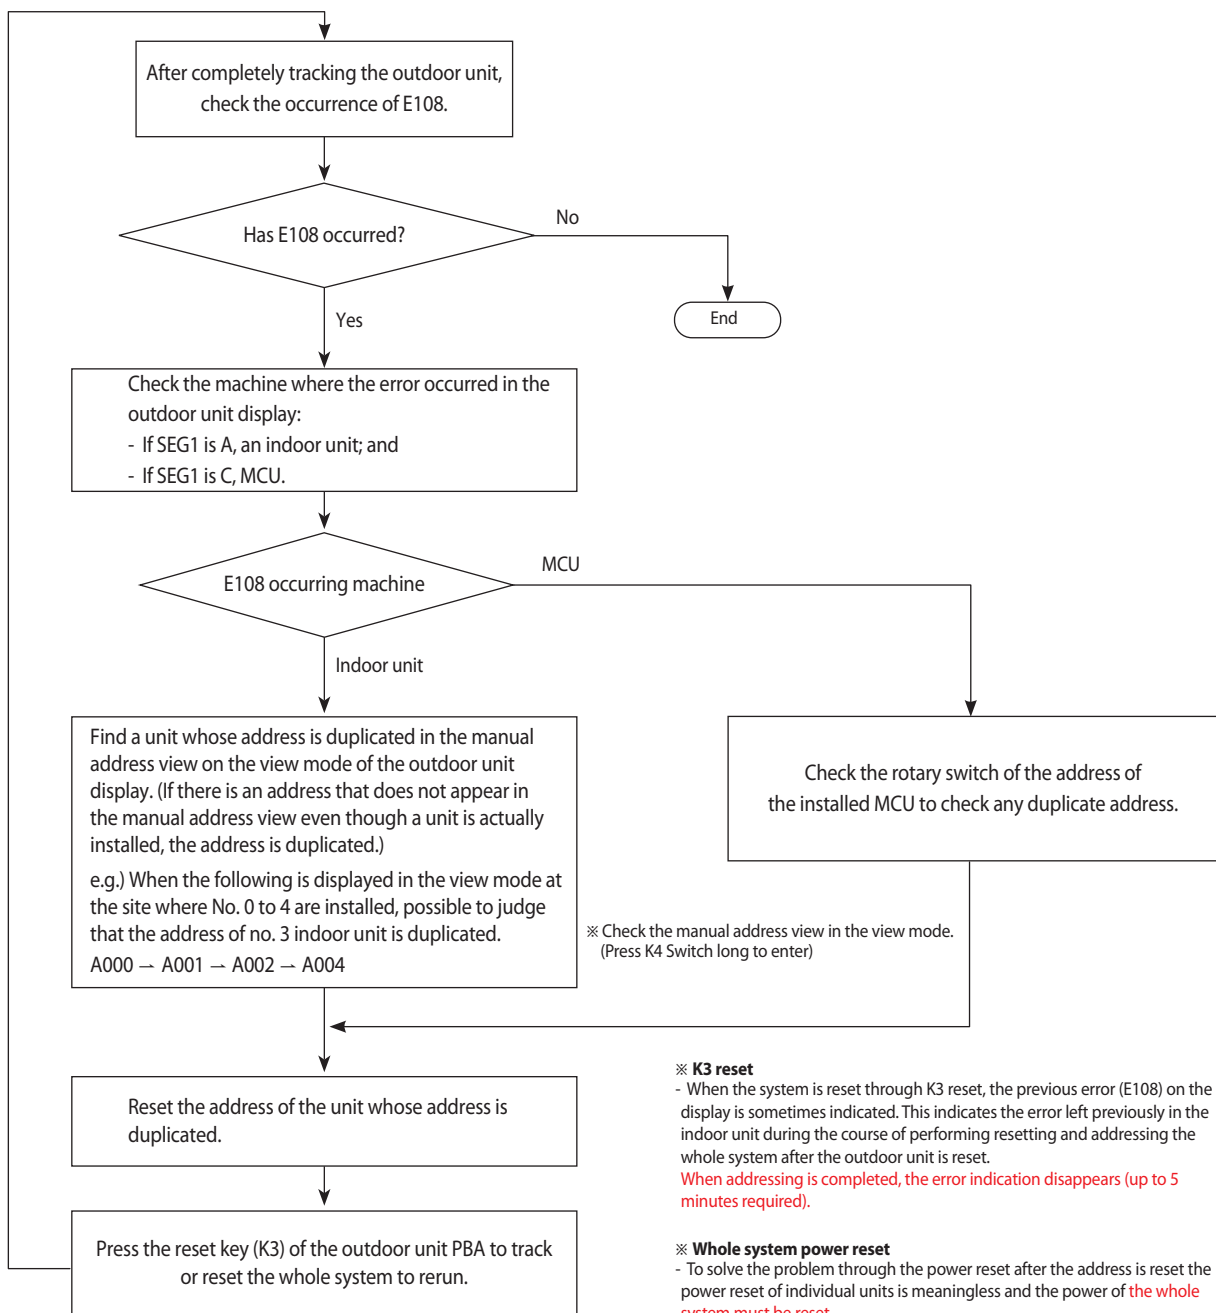 After completely tracking the outdoor unit,
check the occurrence of E108.
Has E108 occurred?
No
End
Yes
Check the machine where the error occurred in the
outdoor unit display:
- If SEG1 is A, an indoor unit; and
- If SEG1 is C, MCU.
E108 occurring machine
MCU
Indoor unit
Find a unit whose address is duplicated in the manual
address view on the view mode of the outdoor unit
display. (If there is an address that does not appear in
the manual address view even though a unit is actually
installed, the address is duplicated.)
e.g.) When the following is displayed in the view mode at
the site where No. 0 to 4 are installed, possible to judge
that the address of no. 3 indoor unit is duplicated.
A000 → A001 → A002 → A004
Check the rotary switch of the address of
the installed MCU to check any duplicate address.
※ Check the manual address view in the view mode.
(Press K4 Switch long to enter)
Reset the address of the unit whose address is
duplicated.
Press the reset key (K3) of the outdoor unit PBA to track
or reset the whole system to rerun.
※ K3 reset
- When the system is reset through K3 reset, the previous error (E108) on the
display is sometimes indicated. This indicates the error left previously in the
indoor unit during the course of performing resetting and addressing the
whole system after the outdoor unit is reset.
When addressing is completed, the error indication disappears (up to 5
minutes required).
※ Whole system power reset
- To solve the problem through the power reset after the address is reset the
power reset of individual units is meaningless and the power of the whole
system must be reset